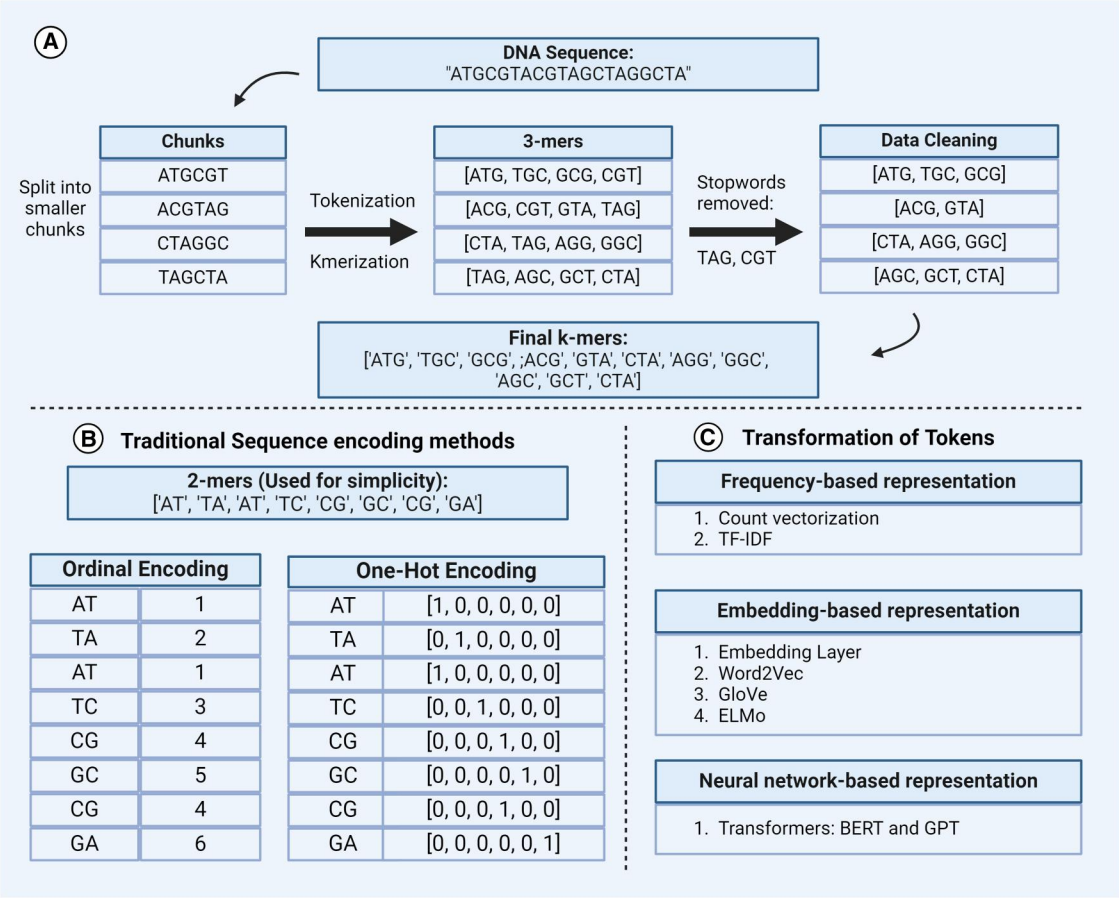 A
DNA Sequence:
"ATGCGTACGTAGCTAGGCTA"
Split into
smaller
chunks
Chunks
ATGCGT
ACGTAG
CTAGGC
TAGCTA
Tokenization
Kmerization
3-mers
[ATG, TGC, GCG, CGT]
[ACG, CGT, GTA, TAG]
[CTA, TAG, AGG, GGC]
[TAG, AGC, GCT, CTA]
Stopwords
removed:
TAG, CGT
Data Cleaning
[ATG, TGC, GCG]
[ACG, GTA]
[CTA, AGG, GGC]
[AGC, GCT, CTA]
Final k-mers:
['ATG', 'TGC', 'GCG', ;ACG', 'GTA', 'CTA', 'AGG', 'GGC',
'AGC', 'GCT', 'CTA']
B Traditional Sequence encoding methods
2-mers (Used for simplicity):
['AT', 'TA', 'AT', 'TC', 'CG', 'GC', 'CG', 'GA']
Ordinal Encoding
AT 1
TA 2
AT 1
TC 3
CG 4
GC 5
CG 4
GA 6
One-Hot Encoding
AT [1, 0, 0, 0, 0, 0]
TA [0, 1, 0, 0, 0, 0]
AT [1, 0, 0, 0, 0, 0]
TC [0, 0, 1, 0, 0, 0]
CG [0, 0, 0, 1, 0, 0]
GC [0, 0, 0, 0, 1, 0]
CG [0, 0, 0, 1, 0, 0]
GA [0, 0, 0, 0, 0, 1]
C Transformation of Tokens
Frequency-based representation
1. Count vectorization
2. TF-IDF
Embedding-based representation
1. Embedding Layer
2. Word2Vec
3. GloVe
4. ELMo
Neural network-based representation
1. Transformers: BERT and GPT